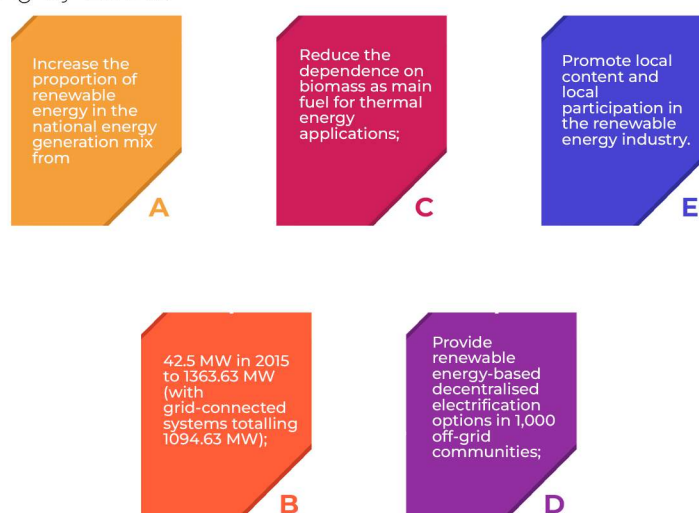 Increase the
proportion of
renewable
energy in the
national energy
generation mix
from
A
42.5 MW in 2015
to 1363.63 MW
(with
grid-connected
systems totalling
1094.63 MW);
B
Reduce the
dependence on
biomass as main
fuel for thermal
energy
applications;
C
Provide
renewable
energy-based
decentralised
electrification
options in 1,000
off-grid
communities;
D
Promote local
content and
local
participation in
the renewable
energy industry.
E